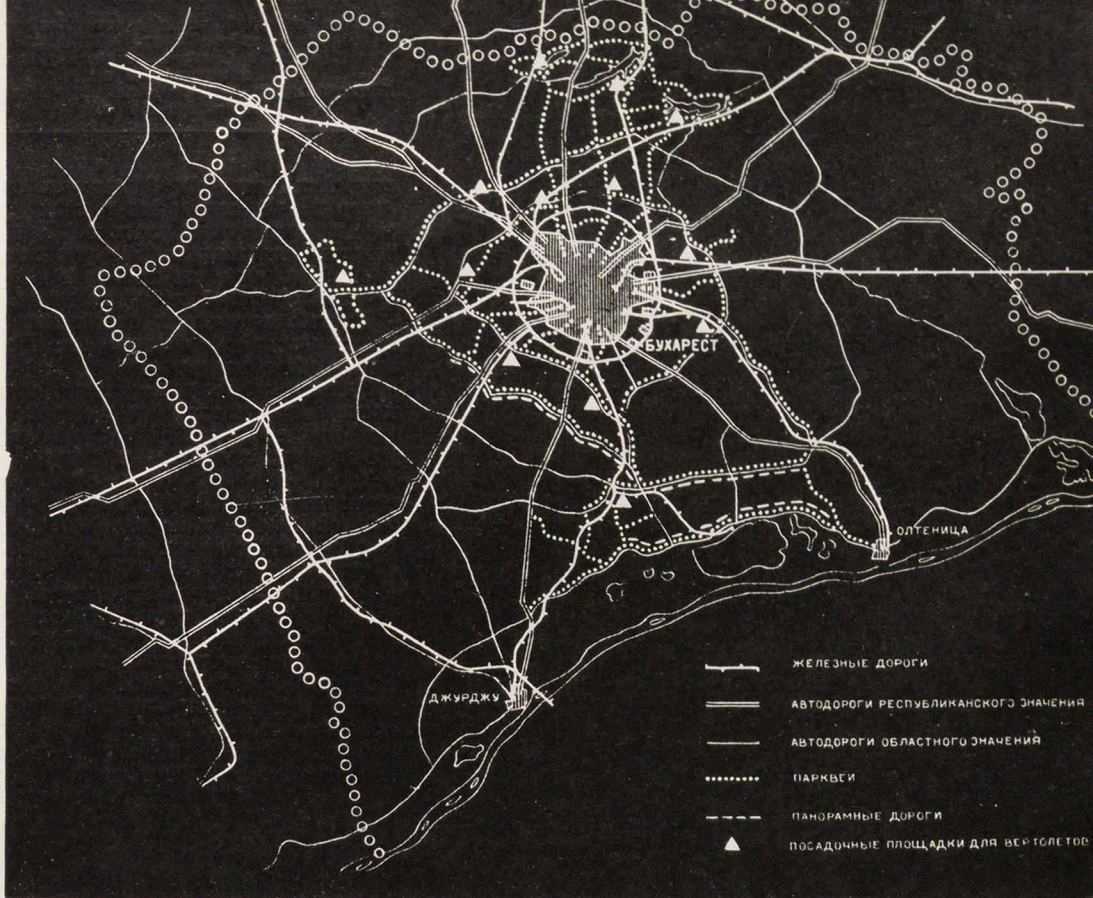 БУХАРЕСТ
ОЛТЕНИЦА
ДЖУРДЖУ
ЖЕЛЕЗНЫЕ ДОРОГИ
АВТОДОРОГИ РЕСПУБЛИКАНСКОГО ЗНАЧЕНИЯ
АВТОДОРОГИ ОБЛАСТНОГО ЗНАЧЕНИЯ
ПАРКВЕИ
ПАНОРАМНЫЕ ДОРОГИ
ПОСАДОЧНЫЕ ПЛОЩАДКИ ДЛЯ ВЕРТОЛЕТОВ